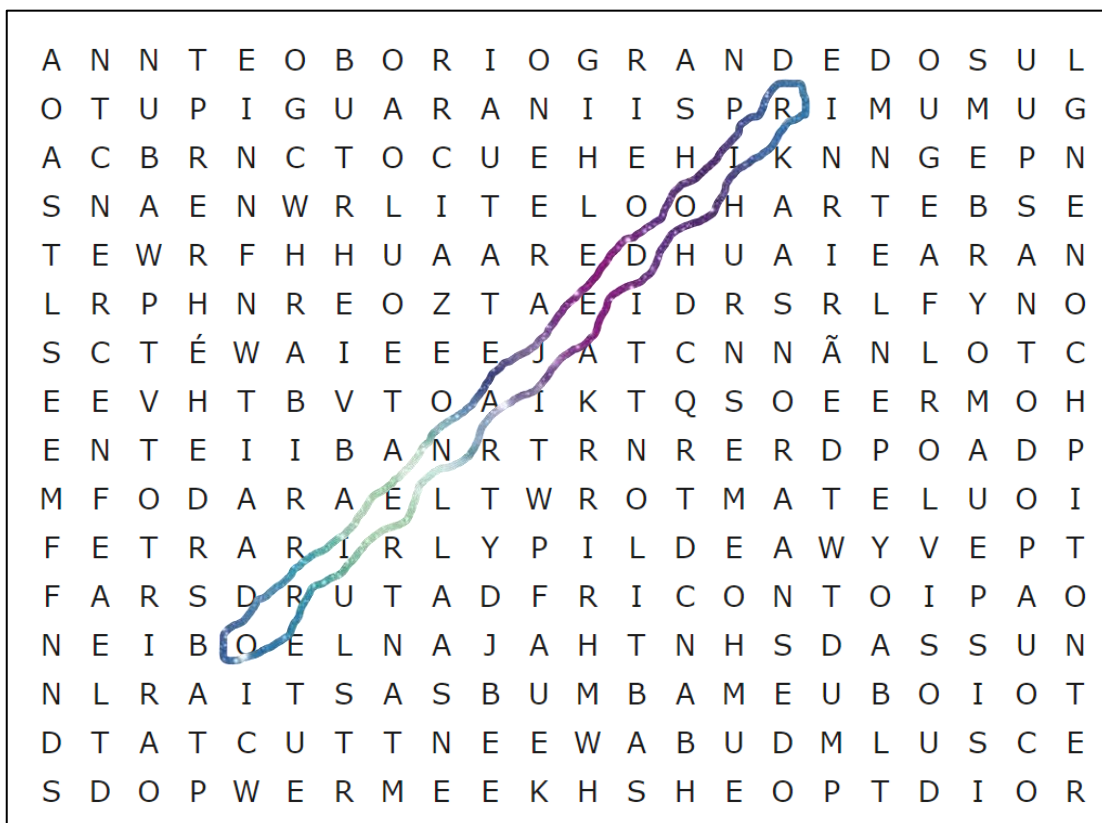 A N N T E O B O R I O G R A N D E D O S U L
O T U P I G U A R A N I I S P R I M U M U G
A C B R N C T O C U E H E H I K N N G E P N
S N A E N W R L I T E L O O H A R T E B S E
T E W R F H H U A A R E D H U A I E A R A N
L R P H N R E O Z T A E I D R S R L F Y N O
S C T É W A I E E E J A T C N N Ã N L O T C
E E V H T B V T O A I K T Q S O E E R M O H
E N T E I I B A N R T R N R E R D P O A D P
M F O D A R A E L T W R O T M A T E L U O I
F E T R A R I R L Y P I L D E A W Y V E P T
F A R S D R U T A D F R I C O N T O I P A O
N E I B O E L N A J A H T N H S D A S S U N
N L R A I T S A S B U M B A M E U B O I O T
D T A T C U T T N E E W A B U D M L U S C E
S D O P W E R M E E K H S H E O P T D I O R